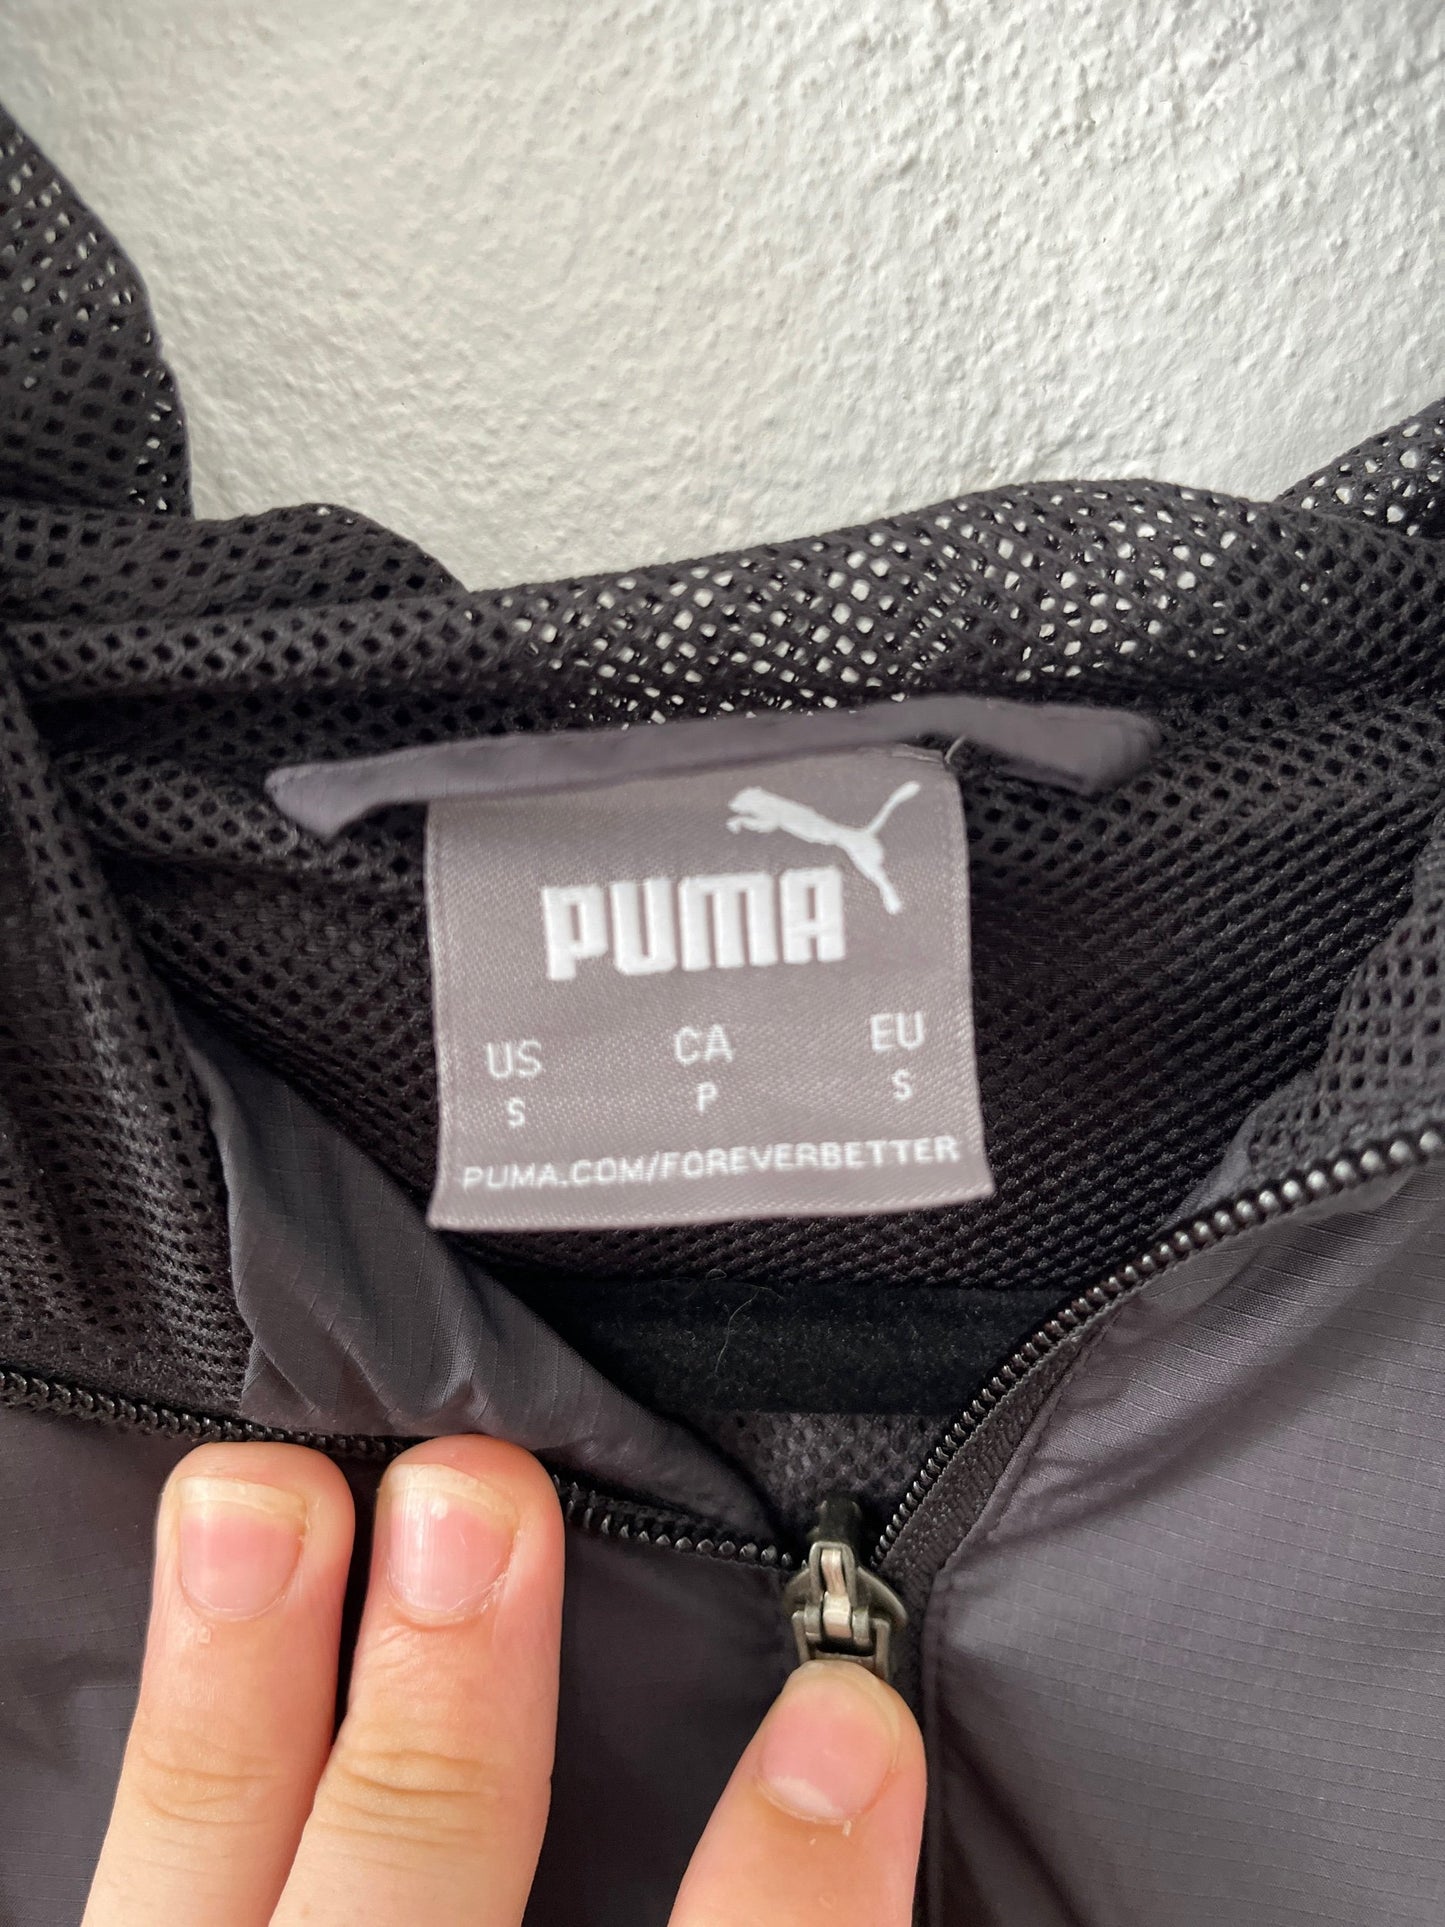 PUMA
US CA EU
S P S
PUMA.COM/FOREVERBETTER